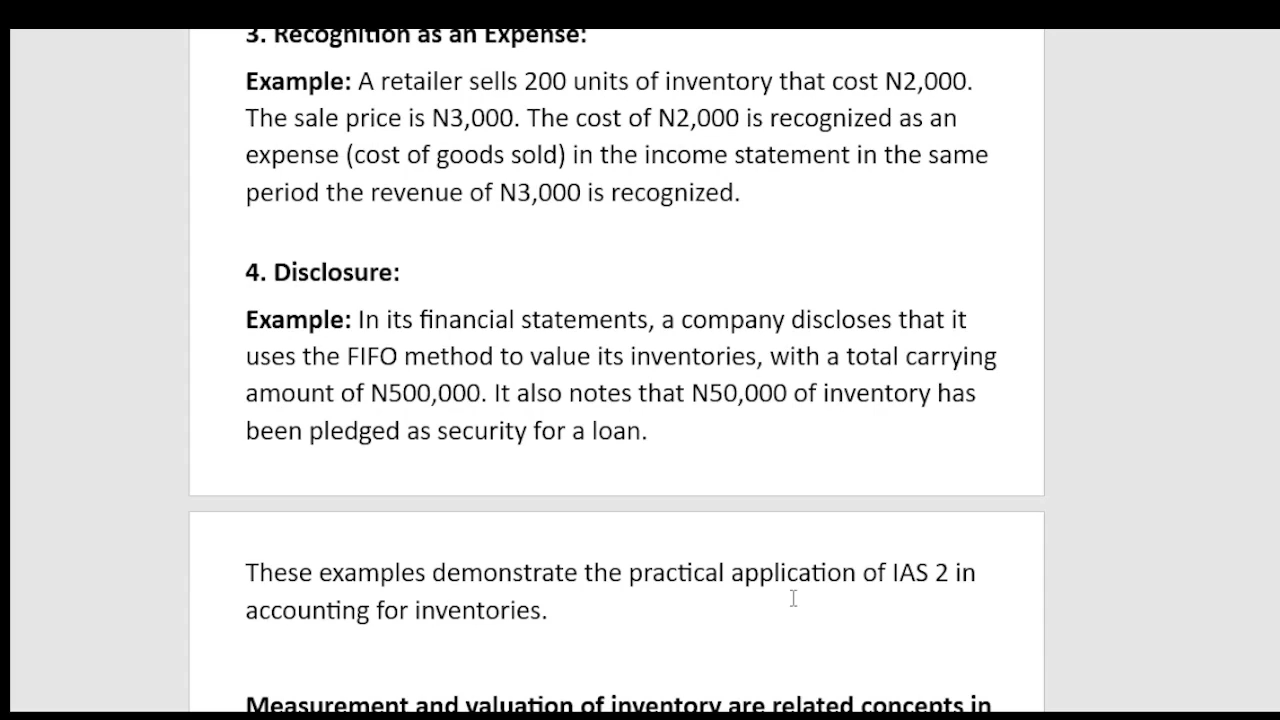 3. Recognition as an Expense:
Example: A retailer sells 200 units of inventory that cost N2,000.
The sale price is N3,000. The cost of N2,000 is recognized as an
expense (cost of goods sold) in the income statement in the same
period the revenue of N3,000 is recognized.
4. Disclosure:
Example: In its financial statements, a company discloses that it
uses the FIFO method to value its inventories, with a total carrying
amount of N500,000. It also notes that N50,000 of inventory has
been pledged as security for a loan.
These examples demonstrate the practical application of IAS 2 in
accounting for inventories.
Measurement and valuation of inventory are related concepts in